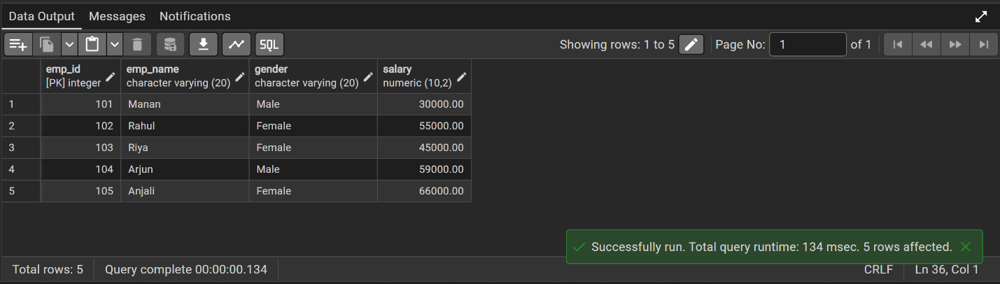 Data Output Messages Notifications
SQL Showing rows: 1 to 5 Page No: 1 of 1
emp_id emp_name gender salary
[PK] integer character varying (20) character varying (20) numeric (10,2)
1 101 Manan Male 30000.00
2 102 Rahul Female 55000.00
3 103 Riya Female 45000.00
4 104 Arjun Male 59000.00
5 105 Anjali Female 66000.00
Successfully run. Total query runtime: 134 msec. 5 rows affected.
Total rows: 5 Query complete 00:00:00.134 CRLF Ln 36, Col 1